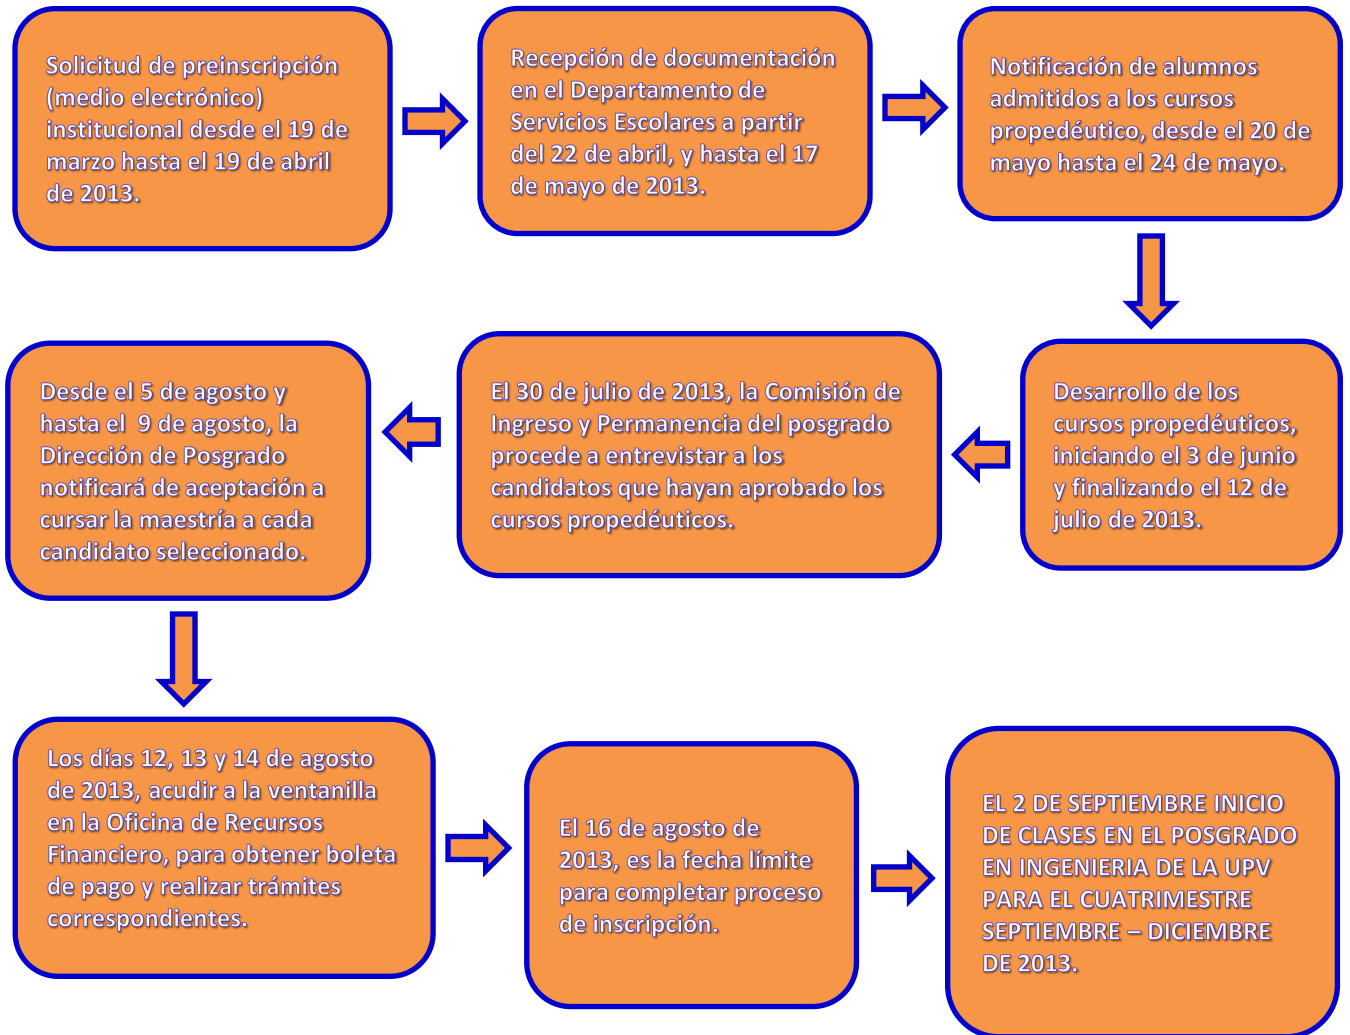 Solicitud de preinscripción
(medio electrónico)
institucional desde el 19 de
marzo hasta el 19 de abril
de 2013.
Recepción de documentación
en el Departamento de
Servicios Escolares a partir
del 22 de abril, y hasta el 17
de mayo de 2013.
Notificación de alumnos
admitidos a los cursos
propedéutico, desde el 20 de
mayo hasta el 24 de mayo.
Desarrollo de los
cursos propedéuticos,
iniciando el 3 de junio
y finalizando el 12 de
julio de 2013.
El 30 de julio de 2013, la Comisión de
Ingreso y Permanencia del posgrado
procede a entrevistar a los
candidatos que hayan aprobado los
cursos propedéuticos.
Desde el 5 de agosto y
hasta el  9 de agosto, la
Dirección de Posgrado
notificará de aceptación a
cursar la maestría a cada
candidato seleccionado.
Los días 12, 13 y 14 de agosto
de 2013, acudir a la ventanilla
en la Oficina de Recursos
Financiero, para obtener boleta
de pago y realizar trámites
correspondientes.
El 16 de agosto de
2013, es la fecha límite
para completar proceso
de inscripción.
EL 2 DE SEPTIEMBRE INICIO
DE CLASES EN EL POSGRADO
EN INGENIERIA DE LA UPV
PARA EL CUATRIMESTRE
SEPTIEMBRE – DICIEMBRE
DE 2013.